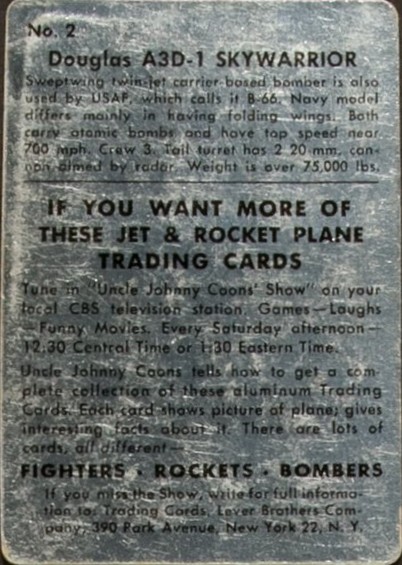 No. 2
Douglas A3D-1 SKYWARRIOR
Sweptwing twin-jet carrier-based bomber is also
used by USAF, which calls it B-66. Navy model
differs mainly in having folding wings. Both
carry atomic bombs and have top speed near
700 mph. Crew 3. Tail turret has 2 20-mm. can-
non aimed by radar. Weight is over 75,000 lbs.
IF YOU WANT MORE OF
THESE JET & ROCKET PLANE
TRADING CARDS
Tune in "Uncle Johnny Coons' Show" on your
local CBS television station. Games—Laughs
—Funny Movies. Every Saturday afternoon—
12:30 Central Time or 1:30 Eastern Time.
Uncle Johnny Coons tells how to get a com-
plete collection of these aluminum Trading
Cards. Each card shows picture of plane; gives
interesting facts about it. There are lots of
cards, all different—
FIGHTERS • ROCKETS • BOMBERS
If you miss the Show, write for full informa-
tion to: Trading Cards, Lever Brothers Com-
pany, 390 Park Avenue, New York 22, N. Y.